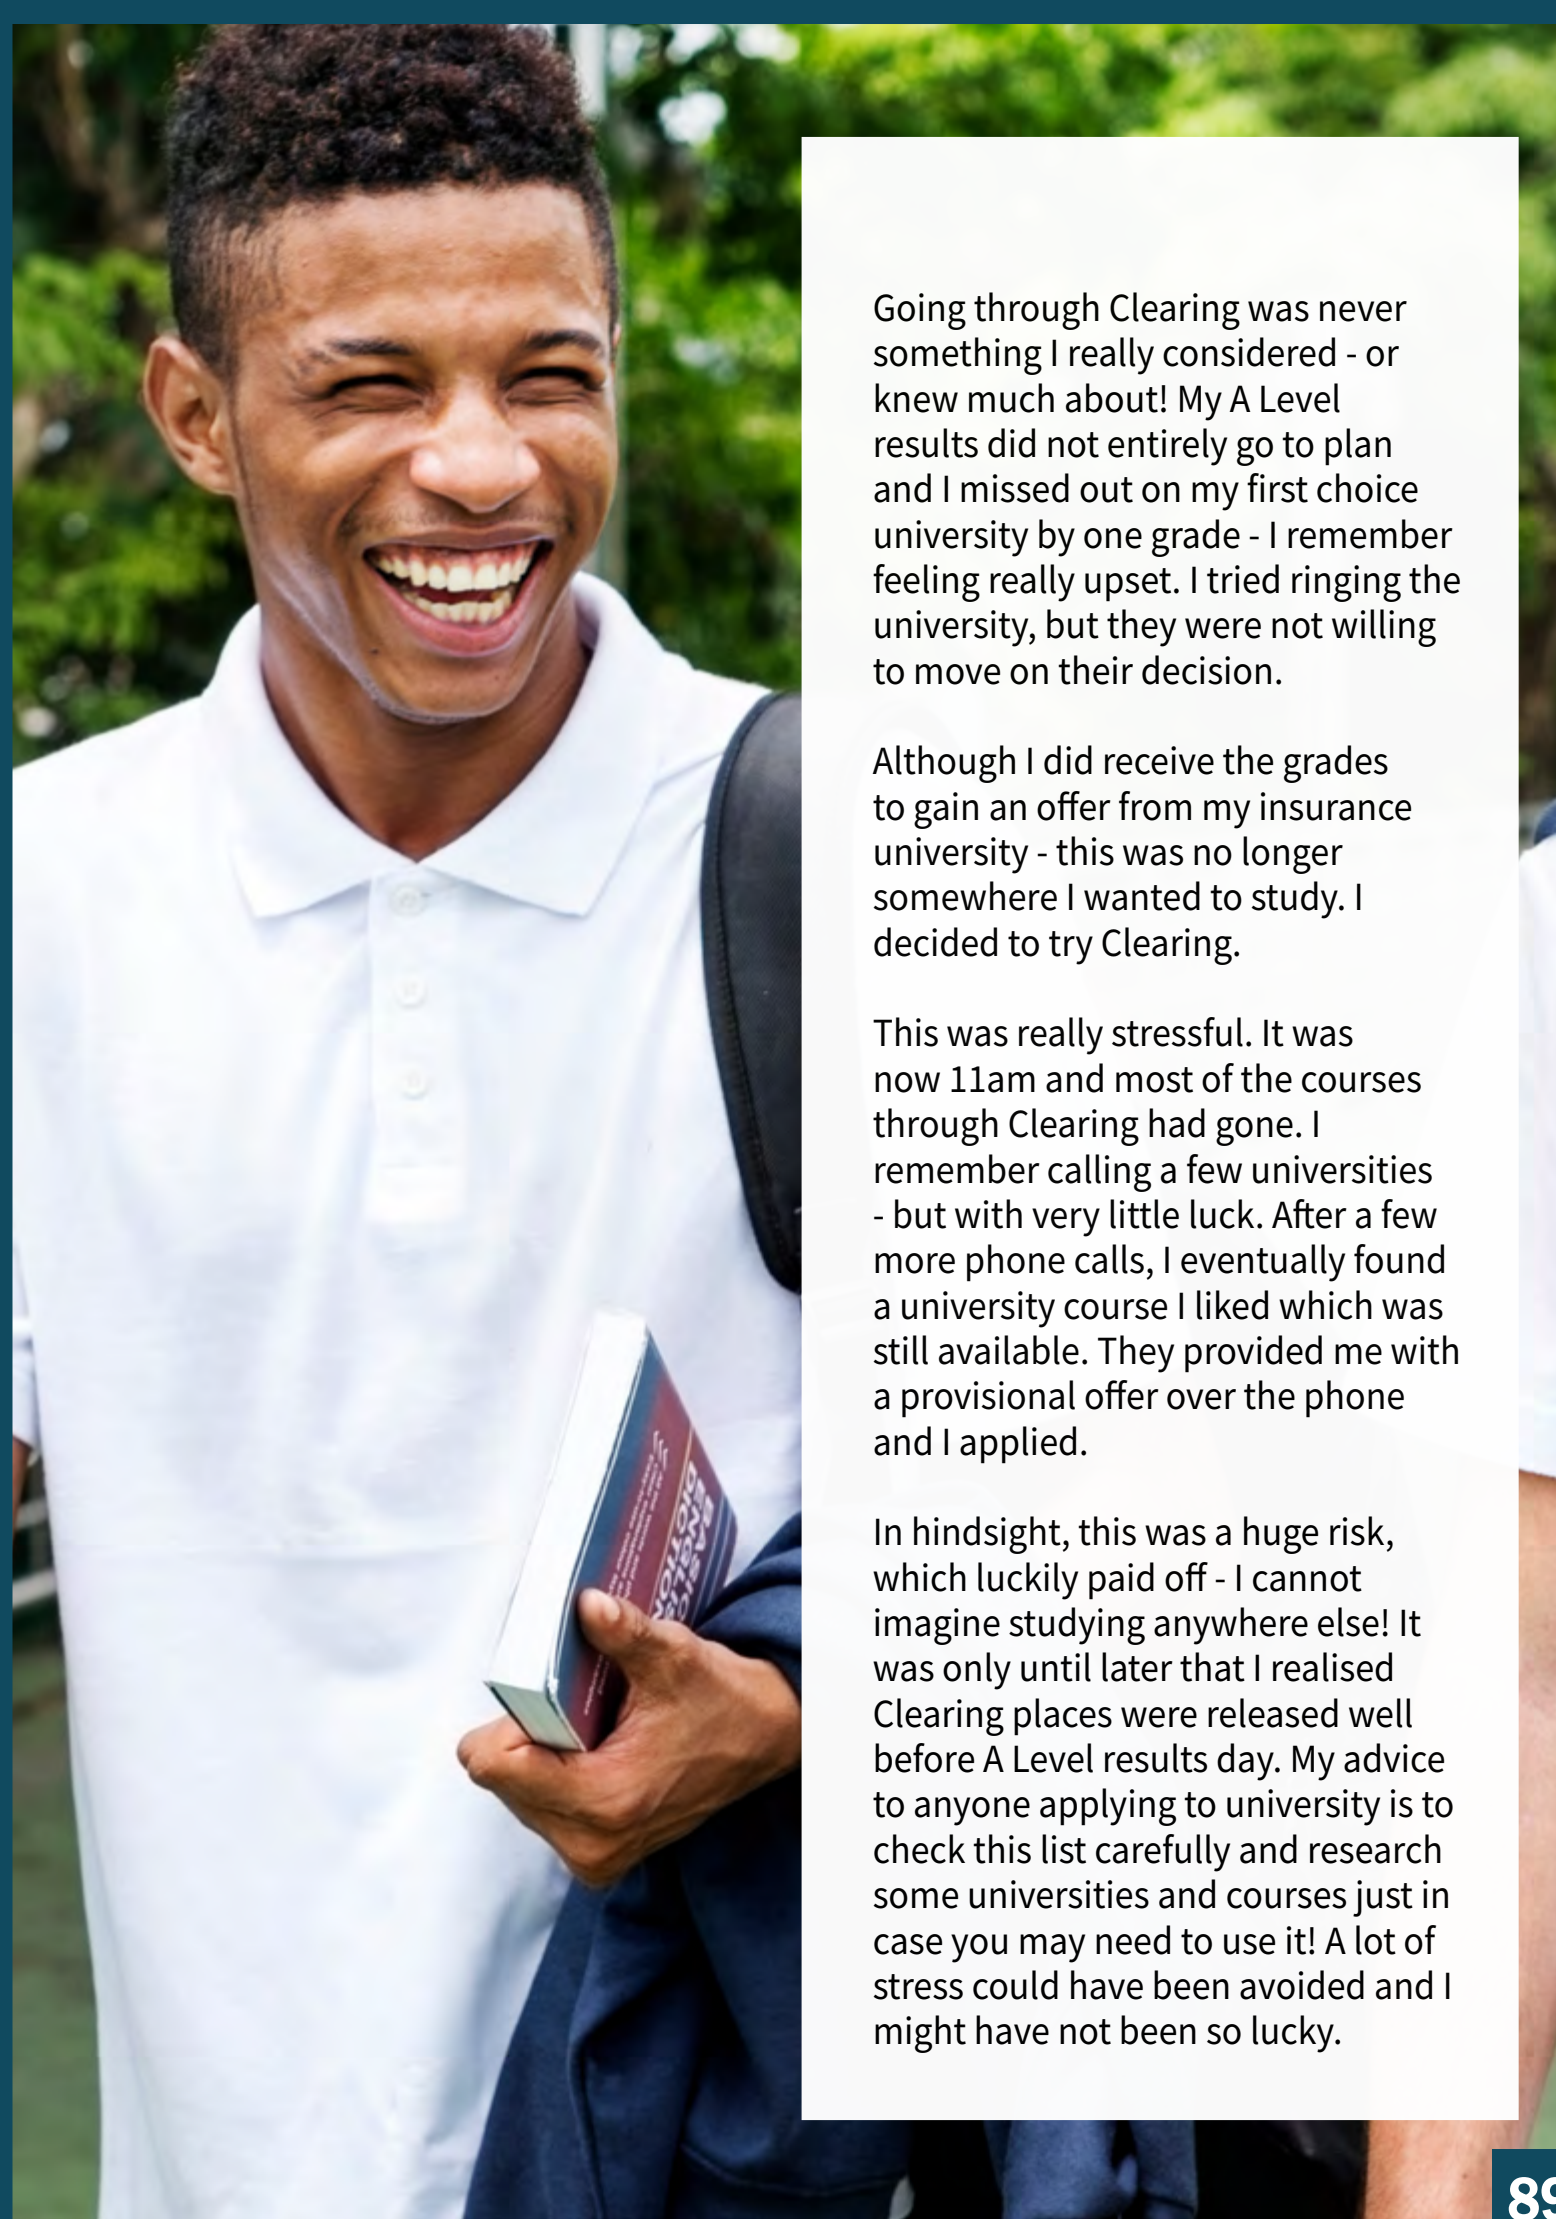 Going through Clearing was never
something I really considered - or
knew much about! My A Level
results did not entirely go to plan
and I missed out on my first choice
university by one grade - I remember
feeling really upset. I tried ringing the
university, but they were not willing
to move on their decision.
Although I did receive the grades
to gain an offer from my insurance
university - this was no longer
somewhere I wanted to study. I
decided to try Clearing.
This was really stressful. It was
now 11am and most of the courses
through Clearing had gone. I
remember calling a few universities
- but with very little luck. After a few
more phone calls, I eventually found
a university course I liked which was
still available. They provided me with
a provisional offer over the phone
and I applied.
In hindsight, this was a huge risk,
which luckily paid off - I cannot
imagine studying anywhere else! It
was only until later that I realised
Clearing places were released well
before A Level results day. My advice
to anyone applying to university is to
check this list carefully and research
some universities and courses just in
case you may need to use it! A lot of
stress could have been avoided and I
might have not been so lucky.
BASIC
ENGLISH
89